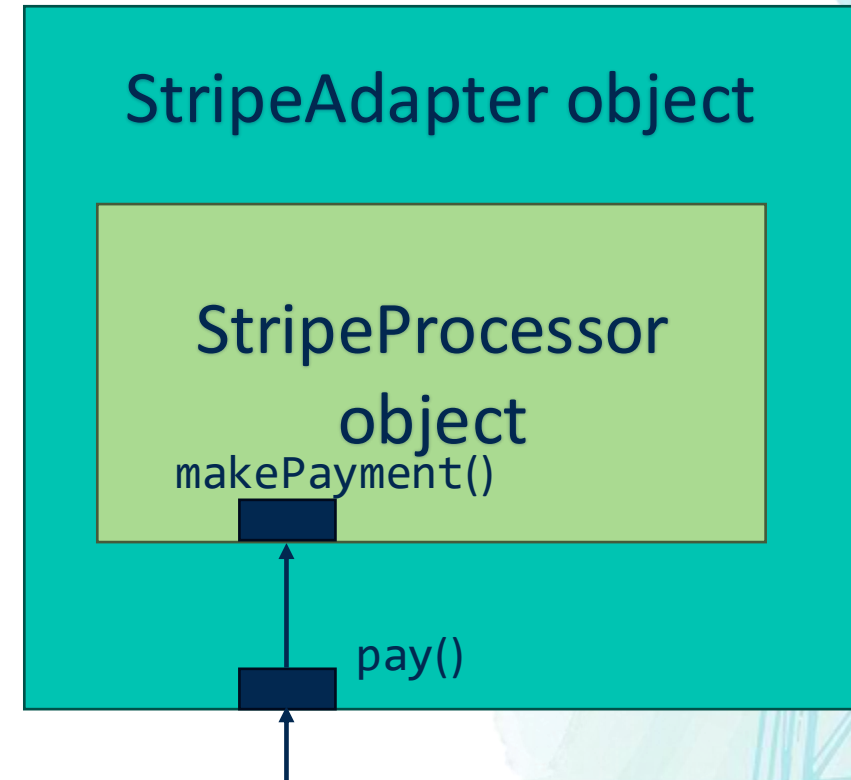 StripeAdapter object
StripeProcessor
object
makePayment()
pay()